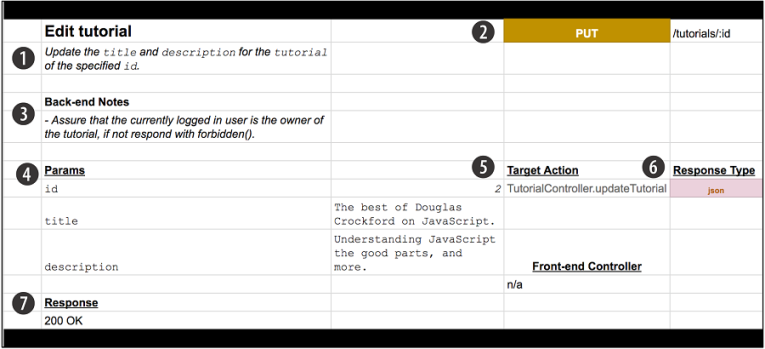 Edit tutorial
2
PUT
/tutorials/:id
1
Update the title and description for the tutorial
of the specified id.
3
Back-end Notes
- Assure that the currently logged in user is the owner of
the tutorial, if not respond with forbidden().
4
Params
5
Target Action
6
Response Type
id
2
TutorialController.updateTutorial
json
title
The best of Douglas
Crockford on JavaScript.
description
Understanding JavaScript
the good parts, and
more.
Front-end Controller
n/a
7
Response
200 OK